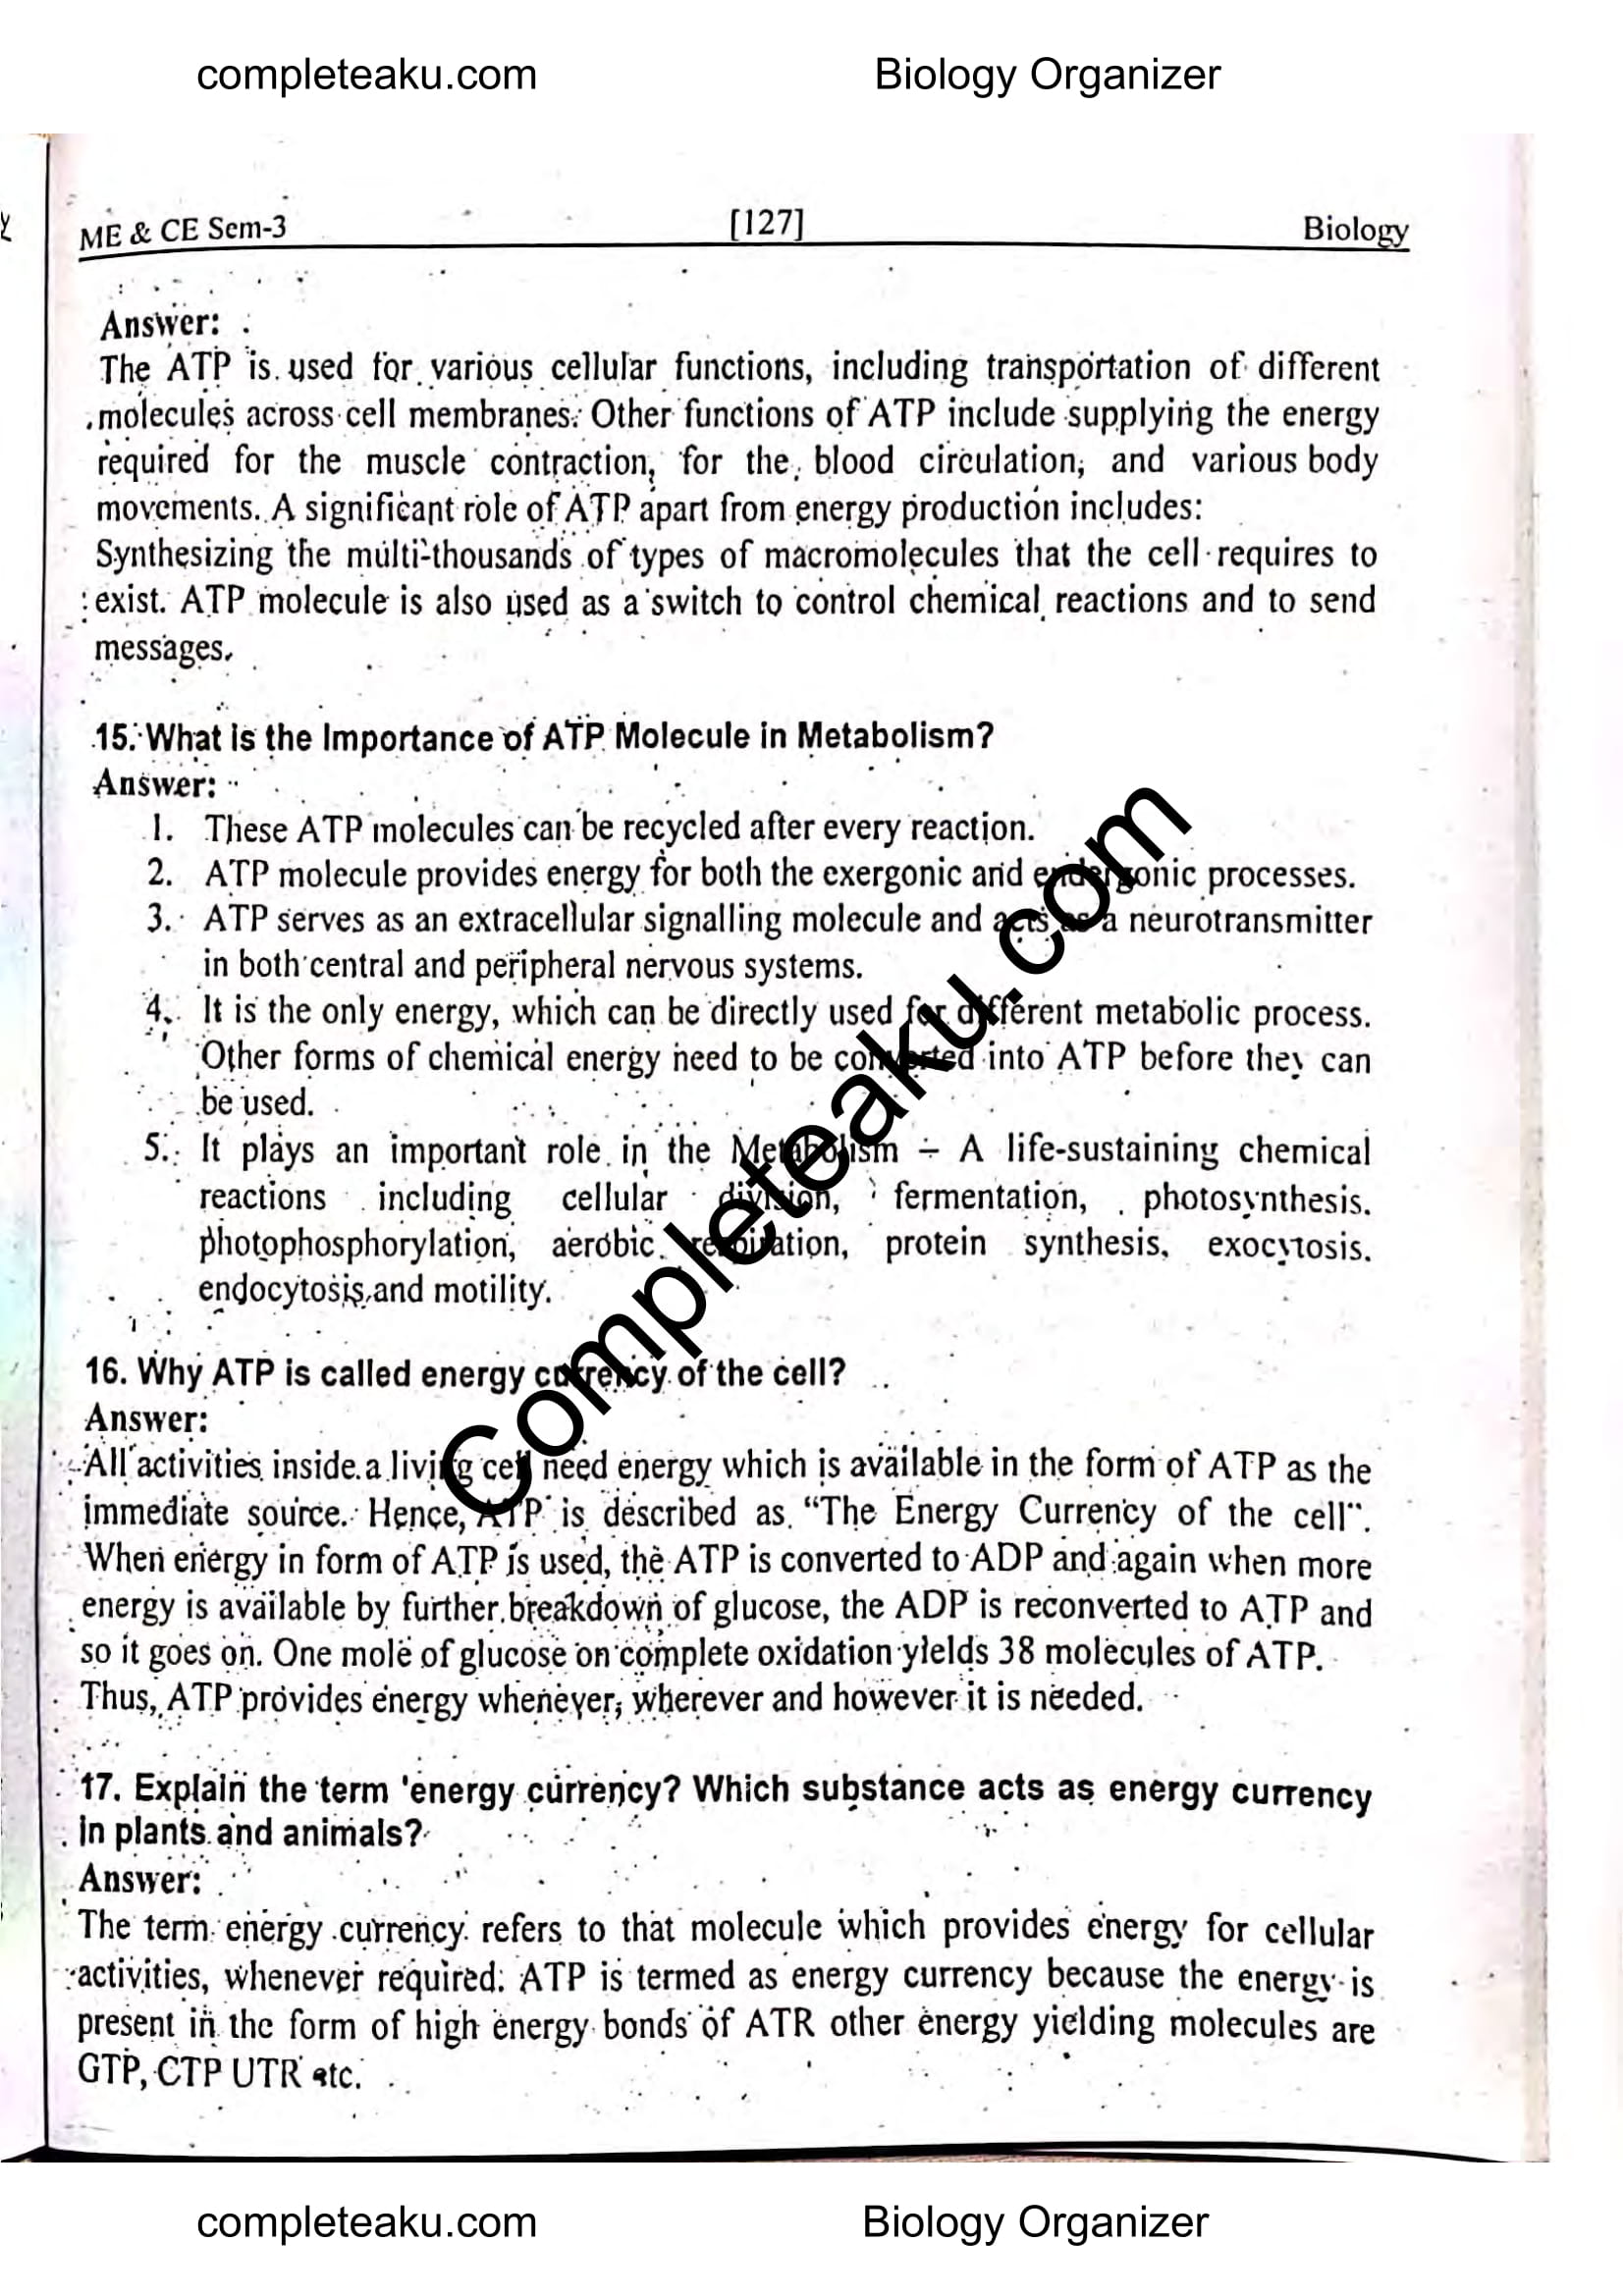 completeaku.com Biology Organizer
ME & CE Sem-3 [127] Biology
Answer:
The ATP is used for various cellular functions, including transportation of different
molecules across cell membranes. Other functions of ATP include supplying the energy
required for the muscle contraction, for the blood circulation, and various body
movements. A significant role of ATP apart from energy production includes:
Synthesizing the multi-thousands of types of macromolecules that the cell requires to
exist. ATP molecule is also used as a switch to control chemical reactions and to send
messages.
15. What is the Importance of ATP Molecule in Metabolism?
Answer:
1. These ATP molecules can be recycled after every reaction.
2. ATP molecule provides energy for both the exergonic and endergonic processes.
3. ATP serves as an extracellular signalling molecule and acts as a neurotransmitter
in both central and peripheral nervous systems.
4. It is the only energy, which can be directly used for different metabolic process.
Other forms of chemical energy need to be converted into ATP before they can
be used.
5. It plays an important role in the Metabolism – A life-sustaining chemical
reactions including cellular division, fermentation, photosynthesis.
photophosphorylation, aerobic respiration, protein synthesis, exocytosis.
endocytosis and motility.
16. Why ATP is called energy currency of the cell?
Answer:
All activities inside a living cell need energy which is available in the form of ATP as the
immediate source. Hence, ATP is described as "The Energy Currency of the cell".
When energy in form of ATP is used, the ATP is converted to ADP and again when more
energy is available by further breakdown of glucose, the ADP is reconverted to ATP and
so it goes on. One mole of glucose on complete oxidation yields 38 molecules of ATP.
Thus, ATP provides energy whenever, wherever and however it is needed.
17. Explain the term 'energy currency? Which substance acts as energy currency
in plants and animals?
Answer:
The term energy currency refers to that molecule which provides energy for cellular
activities, whenever required. ATP is termed as energy currency because the energy is
present in the form of high energy bonds of ATR other energy yielding molecules are
GTP, CTP UTR etc.
Completeaku.com
completeaku.com Biology Organizer